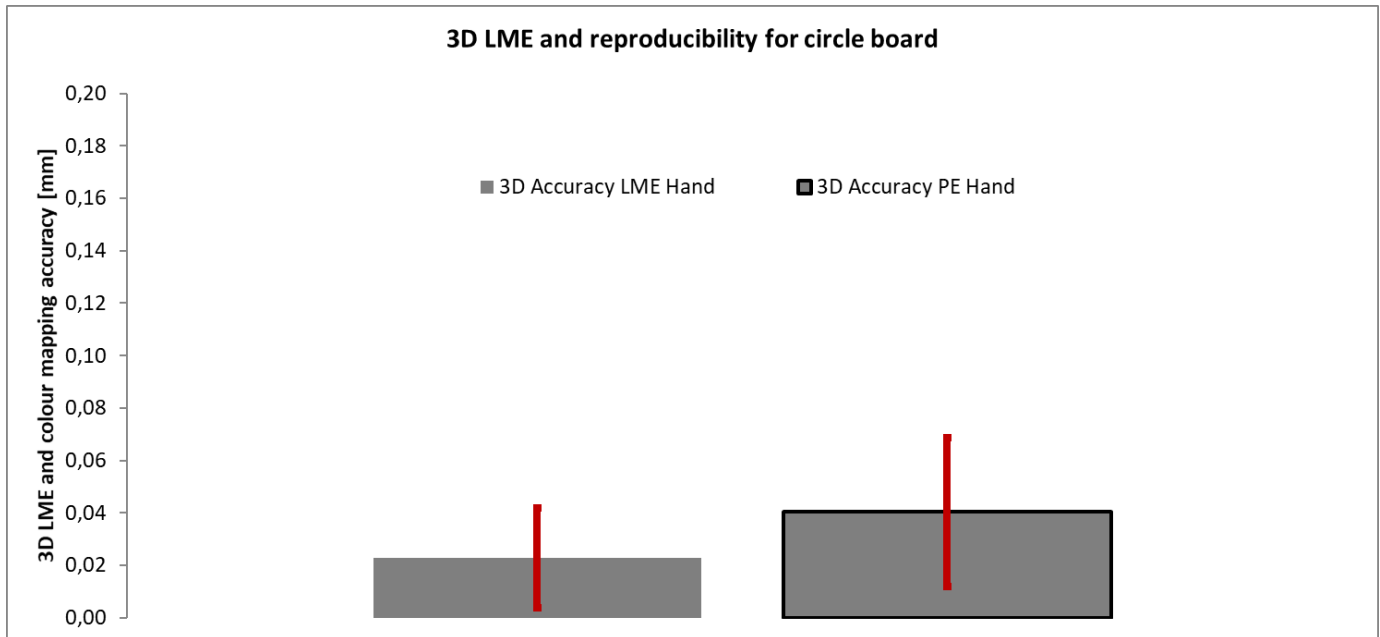 3D LME and reproducibility for circle board
3D LME and colour mapping accuracy [mm]
0,20
0,18
0,16
0,14
0,12
0,10
0,08
0,06
0,04
0,02
0,00
3D Accuracy LME Hand
3D Accuracy PE Hand